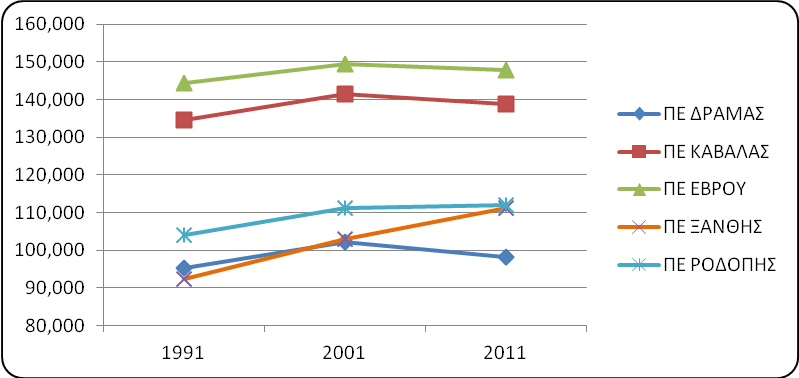 160,000
150,000
140,000
130,000
120,000
110,000
100,000
90,000
80,000
1991 2001 2011
ΠΕ ΔΡΑΜΑΣ
ΠΕ ΚΑΒΑΛΑΣ
ΠΕ ΕΒΡΟΥ
ΠΕ ΞΑΝΘΗΣ
ΠΕ ΡΟΔΟΠΗΣ